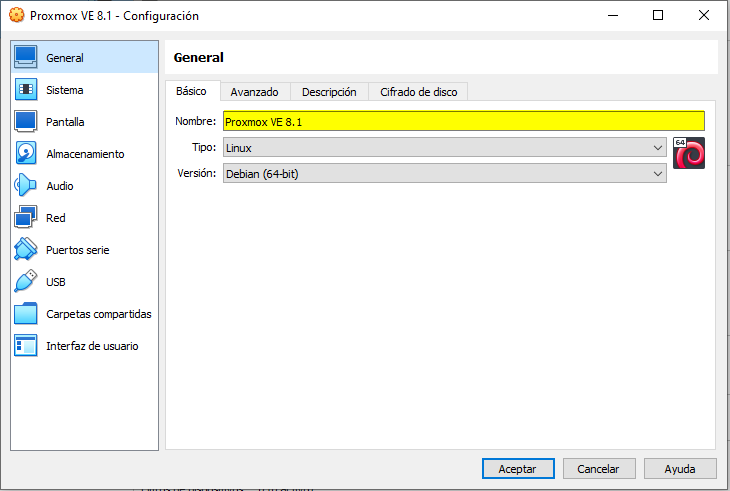 Proxmox VE 8.1 - Configuración
General
Sistema
Pantalla
Almacenamiento
Audio
Red
Puertos serie
USB
Carpetas compartidas
Interfaz de usuario
General
Básico Avanzado Descripción Cifrado de disco
Nombre: Proxmox VE 8.1
Tipo: Linux
64
Versión: Debian (64-bit)
Aceptar Cancelar Ayuda